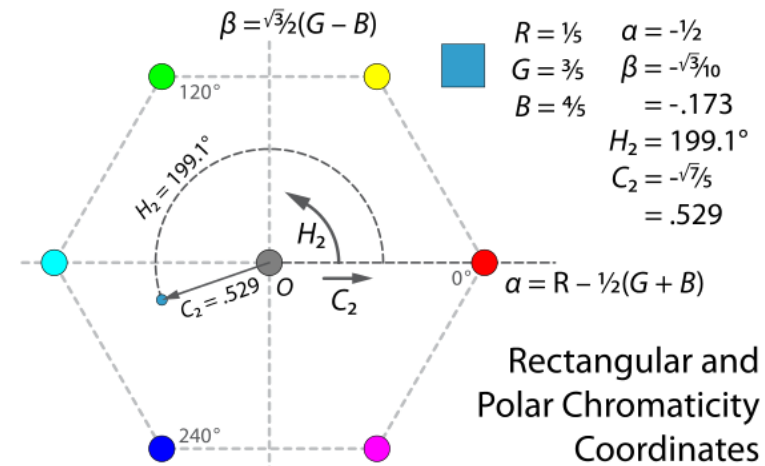 β = √3⁄2(G – B)
R = ⅕
G = ⅗
B = ⅘
α = -½
β = -√3⁄10
= -.173
H₂ = 199.1°
C₂ = -√7⁄5
= .529
120°
H₂ = 199.1°
H₂
0°
α = R – ½(G + B)
C₂ = .529
O
C₂
240°
Rectangular and
Polar Chromaticity
Coordinates